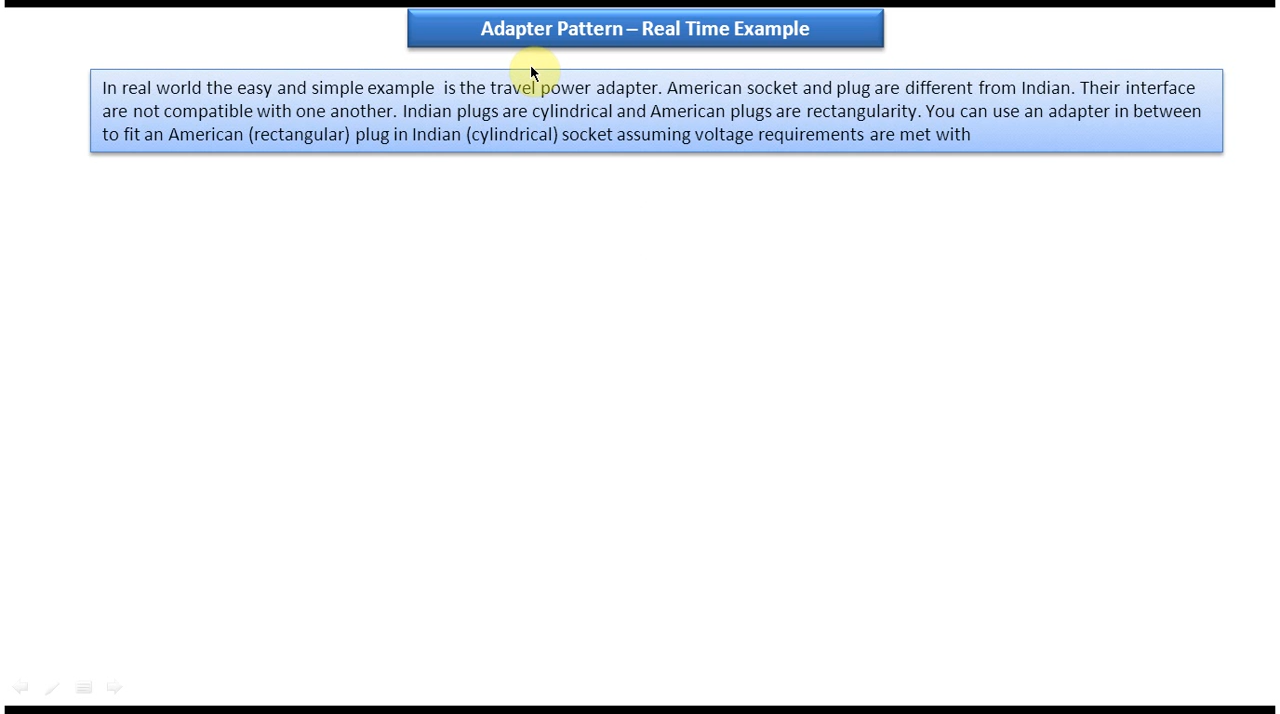 Adapter Pattern – Real Time Example
In real world the easy and simple example is the travel power adapter. American socket and plug are different from Indian. Their interface
are not compatible with one another. Indian plugs are cylindrical and American plugs are rectangularity. You can use an adapter in between
to fit an American (rectangular) plug in Indian (cylindrical) socket assuming voltage requirements are met with